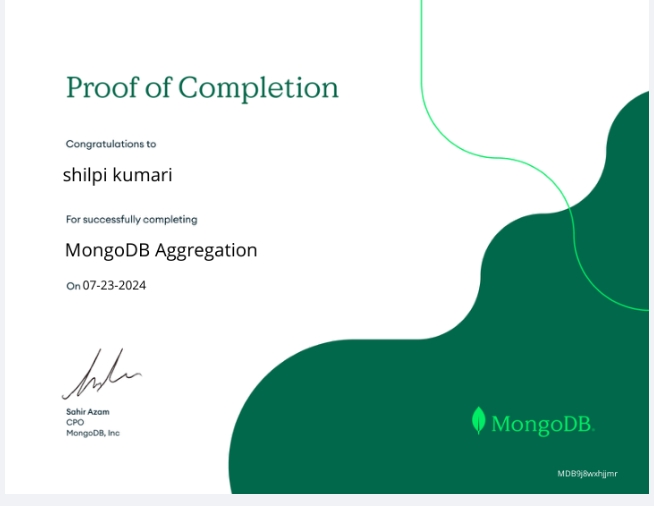 Proof of Completion
Congratulations to
shilpi kumari
For successfully completing
MongoDB Aggregation
On 07-23-2024
Sahir Azam
CPO
MongoDB, Inc
MongoDB.
MDB9j8wxhjjmr